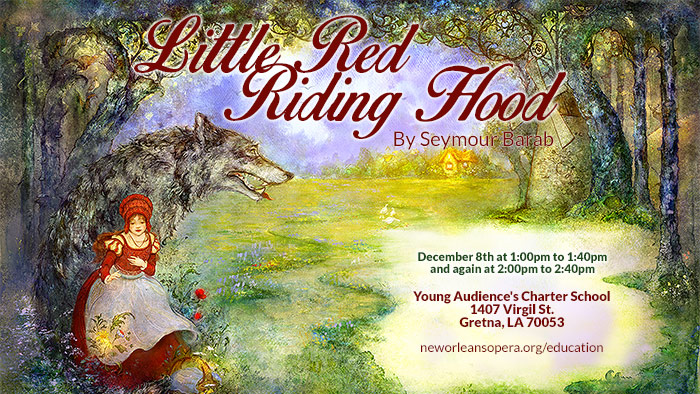 Little Red
Riding Hood
By Seymour Barab
December 8th at 1:00pm to 1:40pm
and again at 2:00pm to 2:40pm
Young Audience's Charter School
1407 Virgil St.
Gretna, LA 70053
neworleansopera.org/education